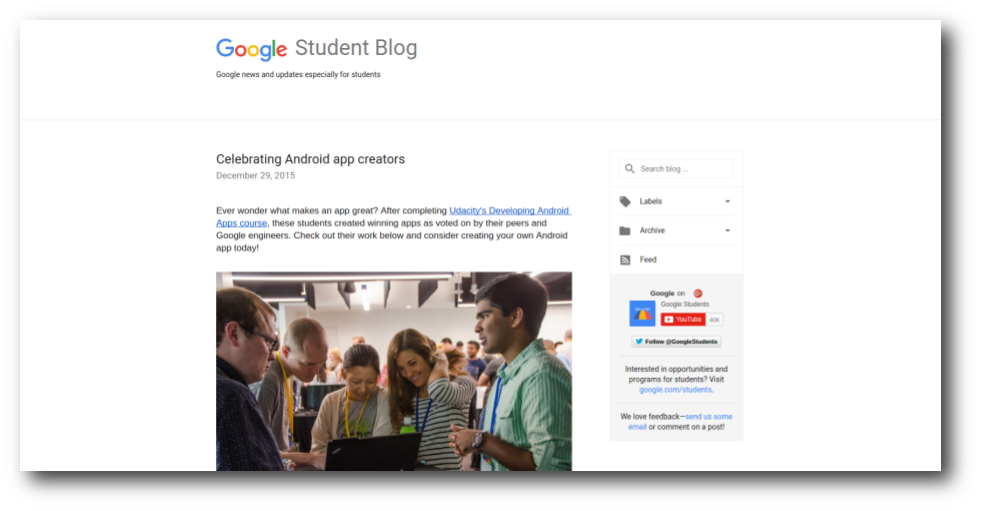 Google Student Blog
Google news and updates especially for students
Celebrating Android app creators
December 29, 2015
Ever wonder what makes an app great? After completing Udacity's Developing Android
Apps course, these students created winning apps as voted on by their peers and
Google engineers. Check out their work below and consider creating your own Android
app today!
Search blog ...
Labels
Archive
Feed
Google on
Google Students
YouTube 40K
Follow @GoogleStudents
Interested in opportunities and
programs for students? Visit
google.com/students.
We love feedback—send us some
email or comment on a post!